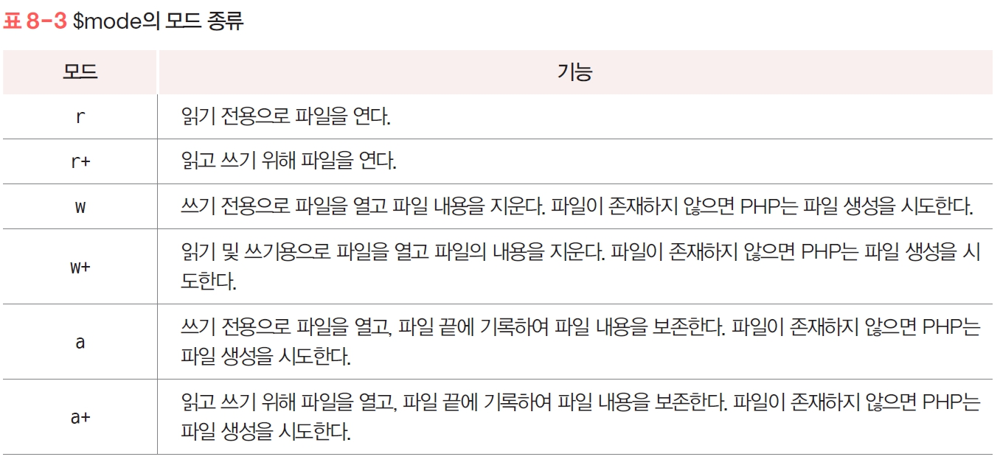 표 8-3 $mode의 모드 종류
모드 기능
r 읽기 전용으로 파일을 연다.
r+ 읽고 쓰기 위해 파일을 연다.
w 쓰기 전용으로 파일을 열고 파일 내용을 지운다. 파일이 존재하지 않으면 PHP는 파일 생성을 시도한다.
w+ 읽기 및 쓰기용으로 파일을 열고 파일의 내용을 지운다. 파일이 존재하지 않으면 PHP는 파일 생성을 시
도한다.
a 쓰기 전용으로 파일을 열고, 파일 끝에 기록하여 파일 내용을 보존한다. 파일이 존재하지 않으면 PHP는
파일 생성을 시도한다.
a+ 읽고 쓰기 위해 파일을 열고, 파일 끝에 기록하여 파일 내용을 보존한다. 파일이 존재하지 않으면 PHP는
파일 생성을 시도한다.